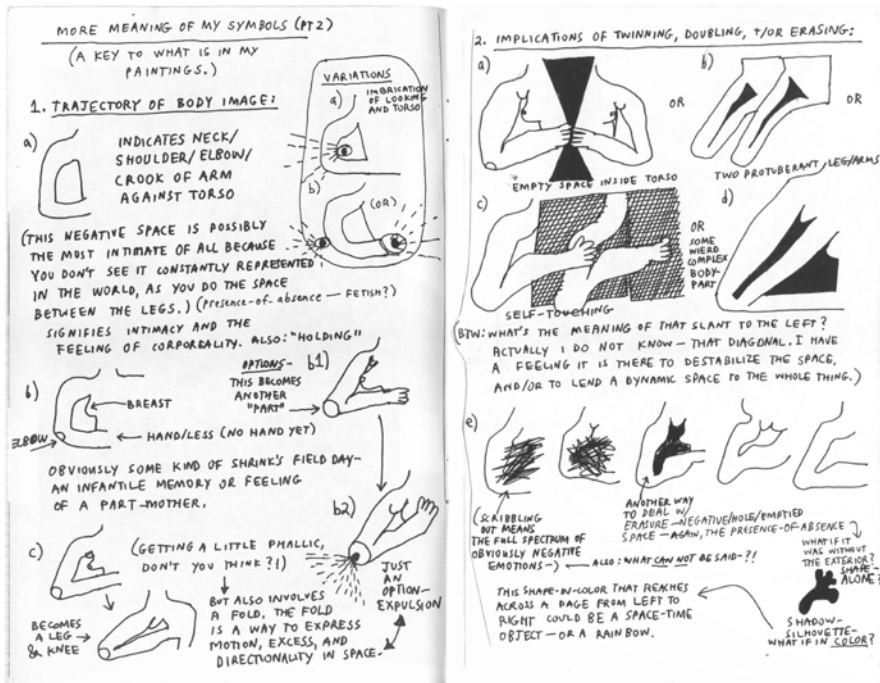 MORE MEANING OF MY SYMBOLS (PT 2)
(A KEY TO WHAT IS IN MY
PAINTINGS.)
1. TRAJECTORY OF BODY IMAGE:
a)
INDICATES NECK/
SHOULDER/ELBOW/
CROOK OF ARM
AGAINST TORSO
VARIATIONS
a)
IMBRICATION
OF LOOKING
AND TORSO
b)
(OR)
(THIS NEGATIVE SPACE IS POSSIBLY
THE MOST INTIMATE OF ALL BECAUSE
YOU DON'T SEE IT CONSTANTLY REPRESENTED
IN THE WORLD, AS YOU DO THE SPACE
BETWEEN THE LEGS.) (presence-of-absence — FETISH?)
SIGNIFIES INTIMACY AND THE
FEELING OF CORPOREALITY. ALSO: "HOLDING"
b)
BREAST
ELBOW
HAND/LESS (NO HAND YET)
OPTIONS-
THIS BECOMES
ANOTHER
"PART"
b1)
OBVIOUSLY SOME KIND OF SHRINK'S FIELD DAY-
AN INFANTILE MEMORY OR FEELING
OF A PART-MOTHER.
b2)
JUST
AN
OPTION-
EXPULSION
c)
(GETTING A LITTLE PHALLIC,
DON'T YOU THINK?!)
BECOMES
A LEG
& KNEE
BUT ALSO INVOLVES
A FOLD. THE FOLD
IS A WAY TO EXPRESS
MOTION, EXCESS, AND
DIRECTIONALITY IN SPACE.
2. IMPLICATIONS OF TWINNING, DOUBLING, +/OR ERASING:
a)
OR
b)
OR
EMPTY SPACE INSIDE TORSO
TWO PROTUBERANT LEG/ARMS
c)
OR
SOME
WIERD
COMPLEX
BODY-
PART
d)
SELF-TOUCHING
BTW: WHAT'S THE MEANING OF THAT SLANT TO THE LEFT?
ACTUALLY I DO NOT KNOW — THAT DIAGONAL. I HAVE
A FEELING IT IS THERE TO DESTABILIZE THE SPACE,
AND/OR TO LEND A DYNAMIC SPACE TO THE WHOLE THING.)
e)
(SCRIBBLING
OUT MEANS
THE FULL SPECTRUM OF
OBVIOUSLY NEGATIVE
EMOTIONS-)
ALSO: WHAT CAN NOT BE SAID-?!
ANOTHER WAY
TO DEAL W/
ERASURE — NEGATIVE/HOLE/EMPTIED
SPACE — AGAIN, THE PRESENCE-OF-ABSENCE
WHAT IF IT
WAS WITHOUT
THE EXTERIOR?
SHAPE-
ALONE?
THIS SHAPE-IN-COLOR THAT REACHES
ACROSS A PAGE FROM LEFT TO
RIGHT COULD BE A SPACE-TIME
OBJECT — OR A RAINBOW.
SHADOW-
SILHOUETTE-
WHAT IF IN COLOR?